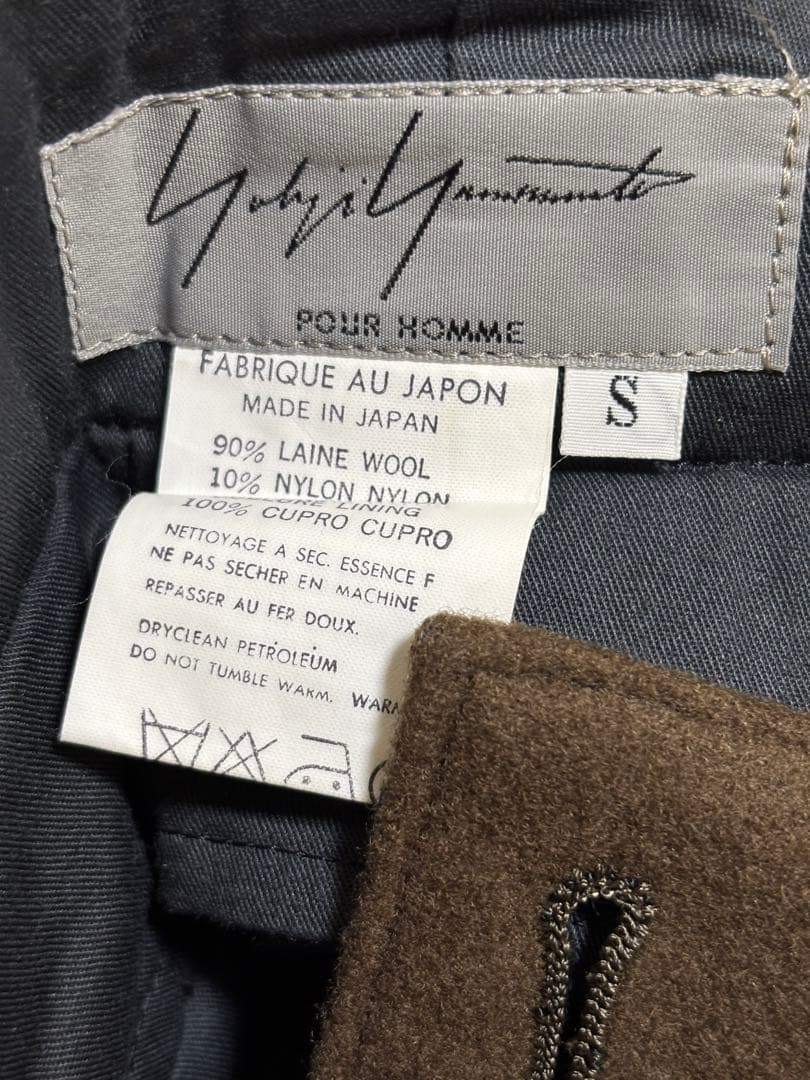 Yohji Yamamoto
POUR HOMME
S
FABRIQUE AU JAPON
MADE IN JAPAN
90% LAINE WOOL
10% NYLON NYLON
LINING
100% CUPRO CUPRO
NETTOYAGE A SEC. ESSENCE F
NE PAS SECHER EN MACHINE
REPASSER AU FER DOUX.
DRYCLEAN PETROLEUM
DO NOT TUMBLE WARM.